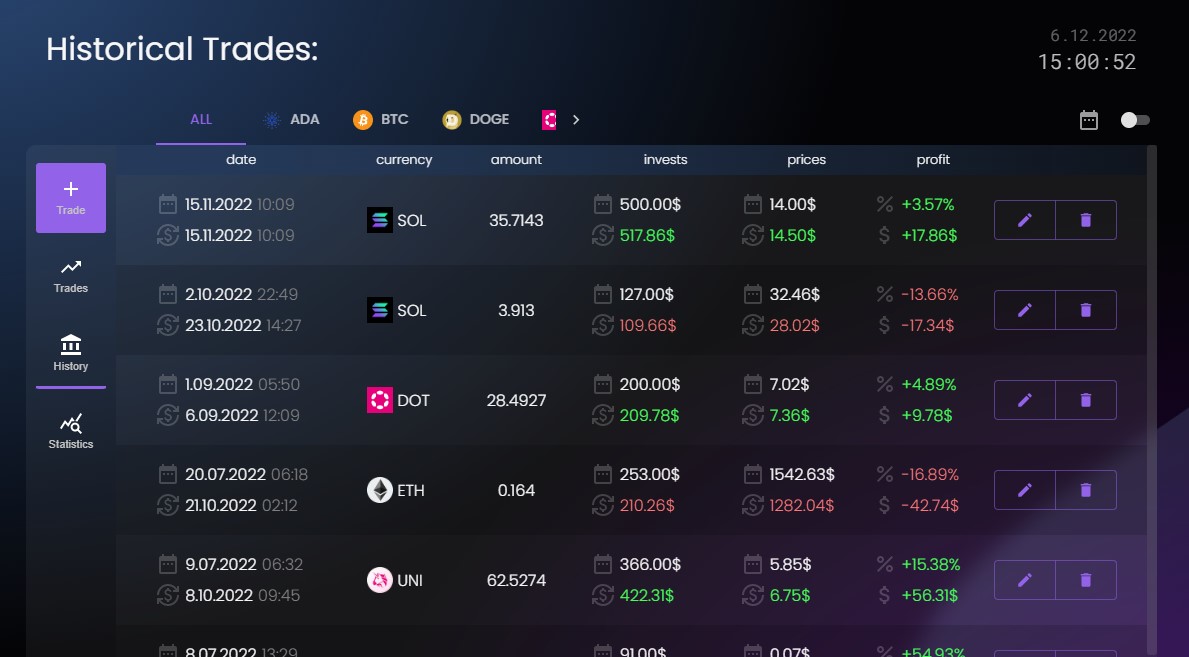 Historical Trades:
6.12.2022
15:00:52
ALL ADA BTC DOGE
date currency amount invests prices profit
Trade
Trades
History
Statistics
15.11.2022 10:09 500.00$ 14.00$ +3.57%
SOL 35.7143
15.11.2022 10:09 517.86$ 14.50$ $ +17.86$
2.10.2022 22:49 127.00$ 32.46$ -13.66%
SOL 3.913
23.10.2022 14:27 109.66$ 28.02$ $ -17.34$
1.09.2022 05:50 200.00$ 7.02$ +4.89%
DOT 28.4927
6.09.2022 12:09 209.78$ 7.36$ $ +9.78$
20.07.2022 06:18 253.00$ 1542.63$ -16.89%
ETH 0.164
21.10.2022 02:12 210.26$ 1282.04$ $ -42.74$
9.07.2022 06:32 366.00$ 5.85$ +15.38%
UNI 62.5274
8.10.2022 09:45 422.31$ 6.75$ $ +56.31$
8.07.2022 13:29 91.00$ 0.07$ +54.93%